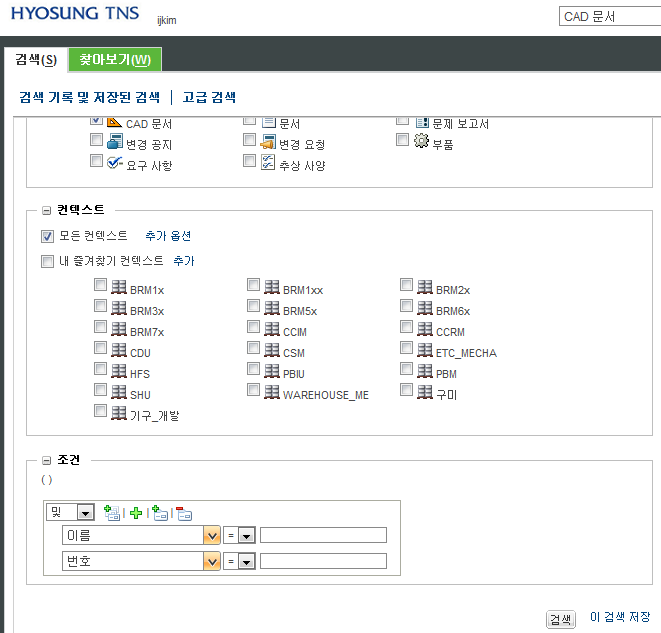 HYOSUNG TNS ijkim CAD 문서
검색(S) 찾아보기(W)
검색 기록 및 저장된 검색 | 고급 검색
CAD 문서 문서 문제 보고서
변경 공지 변경 요청 부품
요구 사항 추상 사양
컨텍스트
모든 컨텍스트 추가 옵션
내 즐겨찾기 컨텍스트 추가
BRM1x BRM1xx BRM2x
BRM3x BRM5x BRM6x
BRM7x CCIM CCRM
CDU CSM ETC_MECHA
HFS PBIU PBM
SHU WAREHOUSE_ME 구미
기구_개발
조건
( )
및
이름 =
번호 =
검색 이 검색 저장